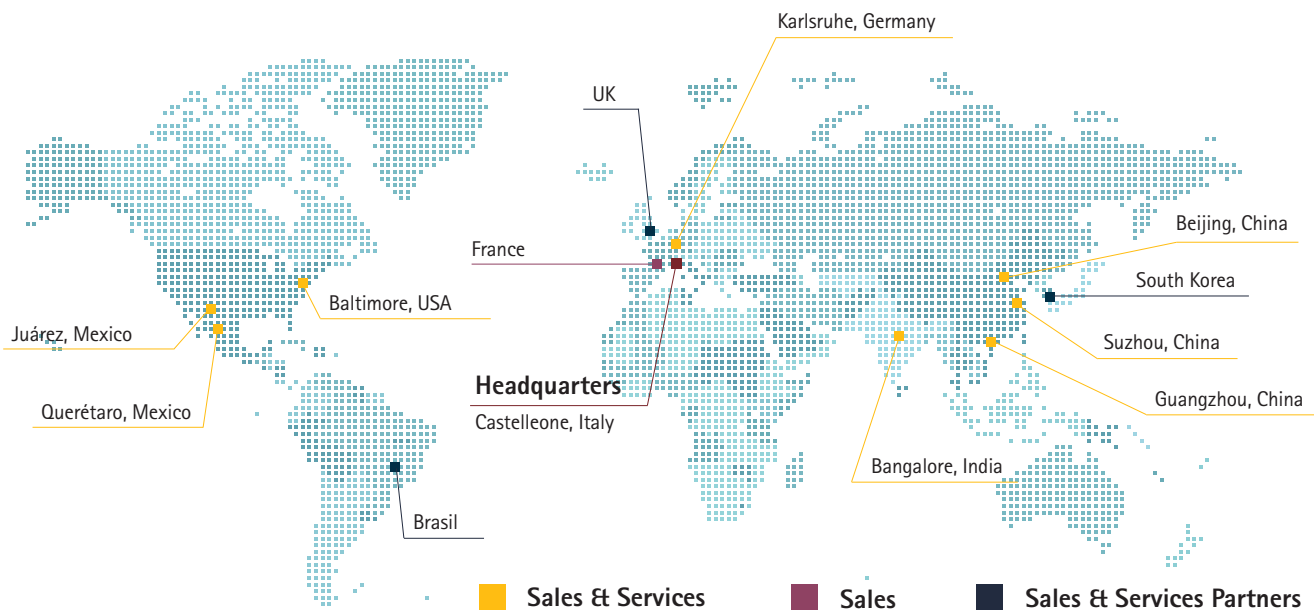 Karlsruhe, Germany
UK
Beijing, China
France
South Korea
Baltimore, USA
Juárez, Mexico
Suzhou, China
Headquarters
Castelleone, Italy
Querétaro, Mexico
Guangzhou, China
Bangalore, India
Brasil
Sales & Services
Sales
Sales & Services Partners